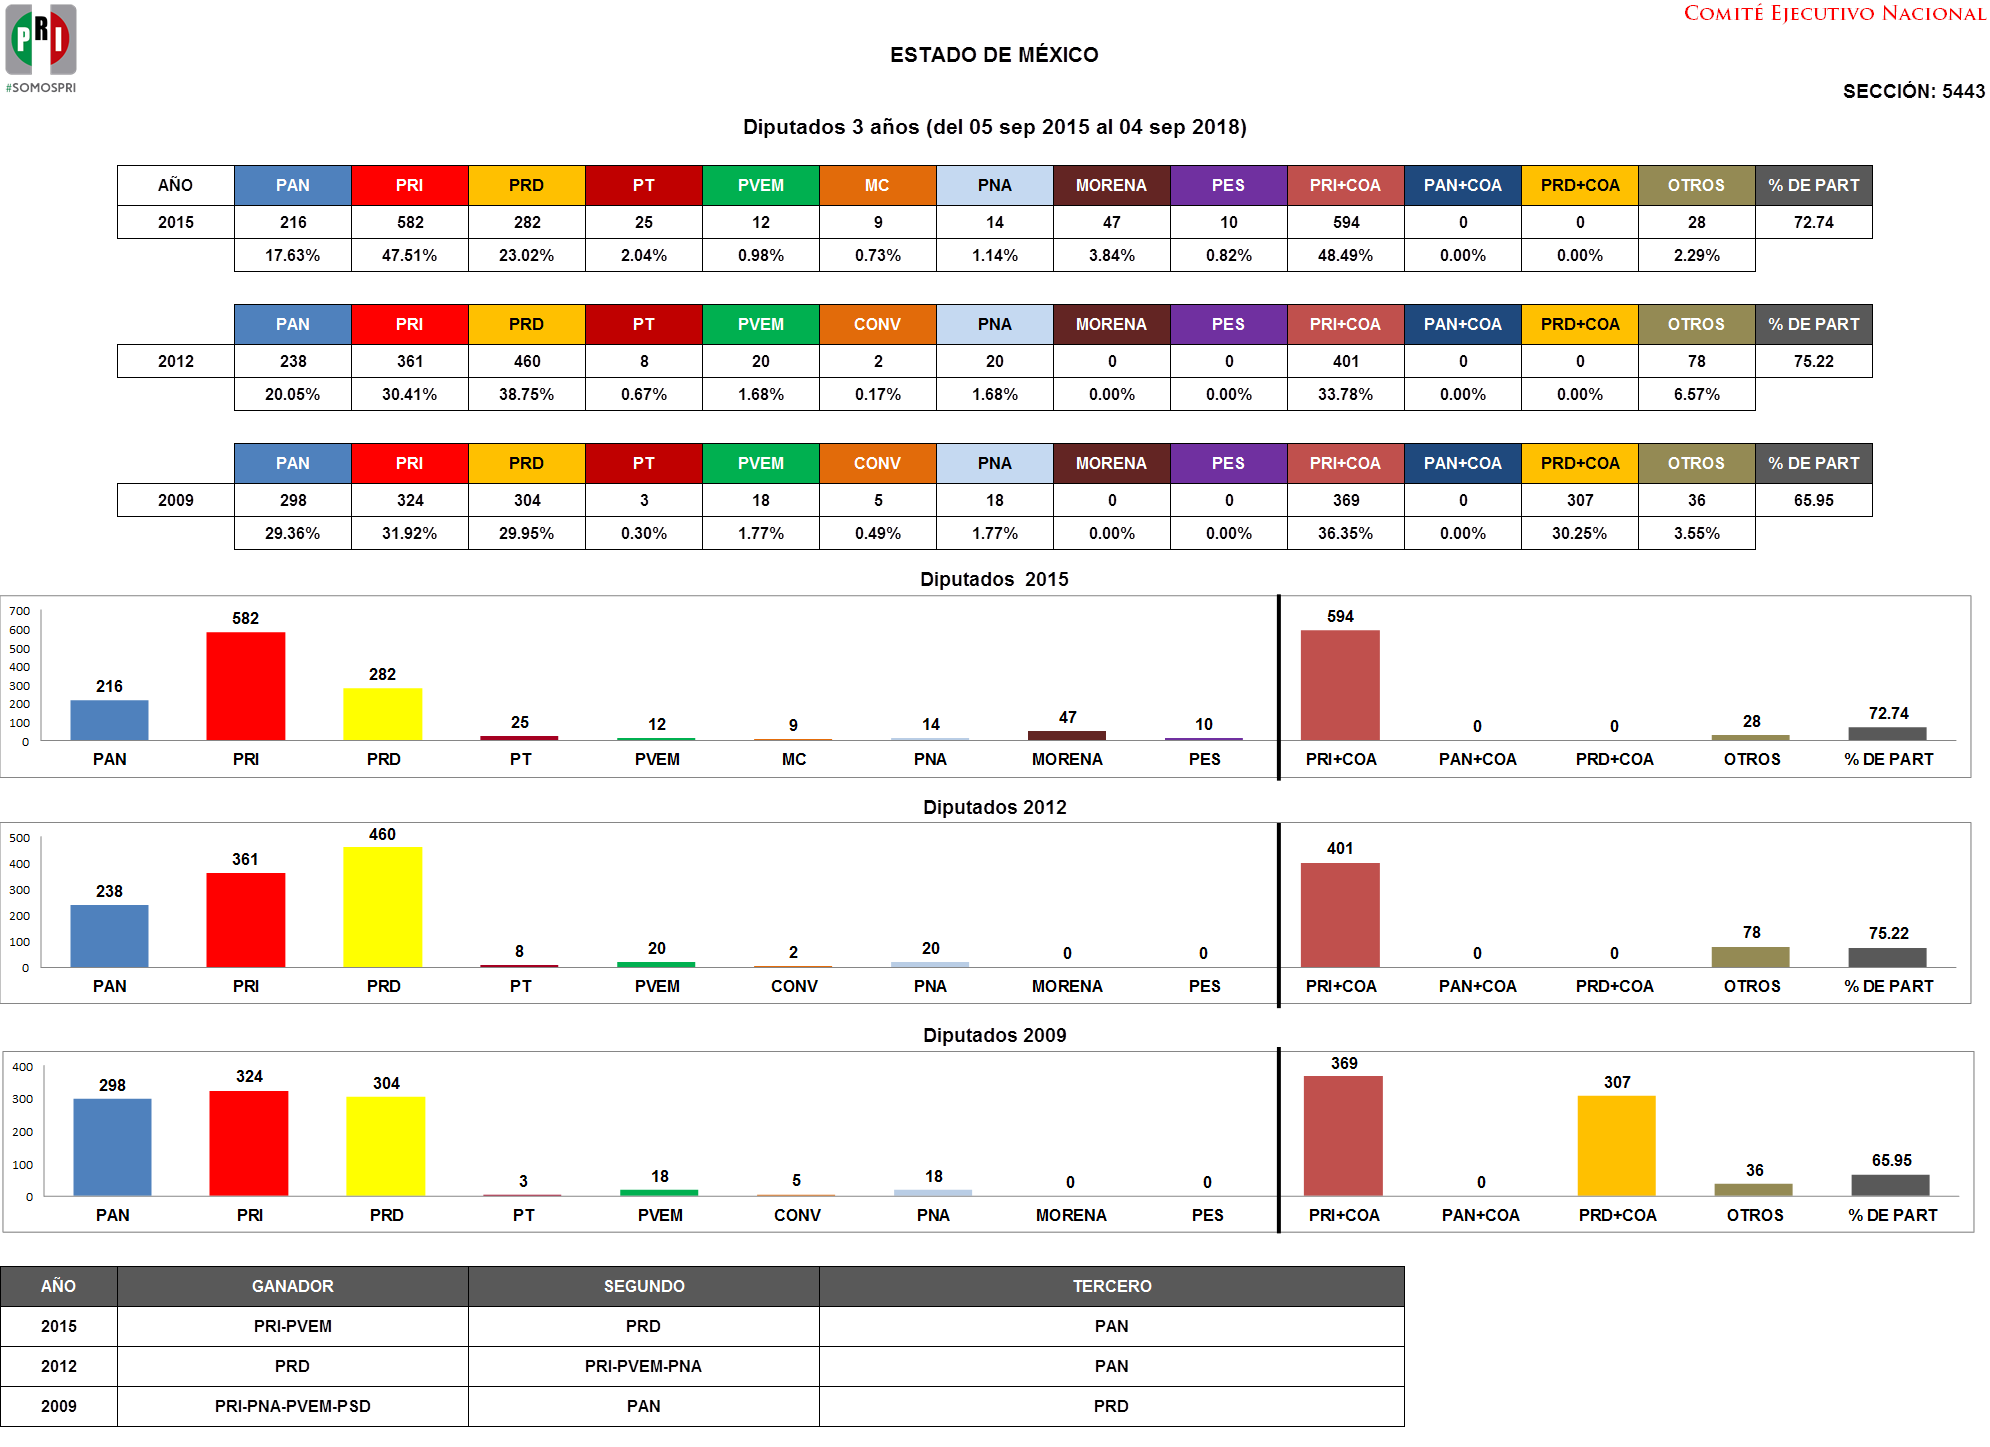 PRI
#SOMOSPRI
COMITÉ EJECUTIVO NACIONAL
ESTADO DE MÉXICO
SECCIÓN: 5443
Diputados 3 años (del 05 sep 2015 al 04 sep 2018)
AÑO PAN PRI PRD PT PVEM MC PNA MORENA PES PRI+COA PAN+COA PRD+COA OTROS % DE PART
2015 216 582 282 25 12 9 14 47 10 594 0 0 28 72.74
17.63% 47.51% 23.02% 2.04% 0.98% 0.73% 1.14% 3.84% 0.82% 48.49% 0.00% 0.00% 2.29%
PAN PRI PRD PT PVEM CONV PNA MORENA PES PRI+COA PAN+COA PRD+COA OTROS % DE PART
2012 238 361 460 8 20 2 20 0 0 401 0 0 78 75.22
20.05% 30.41% 38.75% 0.67% 1.68% 0.17% 1.68% 0.00% 0.00% 33.78% 0.00% 0.00% 6.57%
PAN PRI PRD PT PVEM CONV PNA MORENA PES PRI+COA PAN+COA PRD+COA OTROS % DE PART
2009 298 324 304 3 18 5 18 0 0 369 0 307 36 65.95
29.36% 31.92% 29.95% 0.30% 1.77% 0.49% 1.77% 0.00% 0.00% 36.35% 0.00% 30.25% 3.55%
Diputados 2015
700
600
500
400
300
200
100
0
216 582 282 25 12 9 14 47 10 594 0 0 28 72.74
PAN PRI PRD PT PVEM MC PNA MORENA PES PRI+COA PAN+COA PRD+COA OTROS % DE PART
Diputados 2012
500
400
300
200
100
0
238 361 460 8 20 2 20 0 0 401 0 0 78 75.22
PAN PRI PRD PT PVEM CONV PNA MORENA PES PRI+COA PAN+COA PRD+COA OTROS % DE PART
Diputados 2009
400
300
200
100
0
298 324 304 3 18 5 18 0 0 369 0 307 36 65.95
PAN PRI PRD PT PVEM CONV PNA MORENA PES PRI+COA PAN+COA PRD+COA OTROS % DE PART
AÑO GANADOR SEGUNDO TERCERO
2015 PRI-PVEM PRD PAN
2012 PRD PRI-PVEM-PNA PAN
2009 PRI-PNA-PVEM-PSD PAN PRD